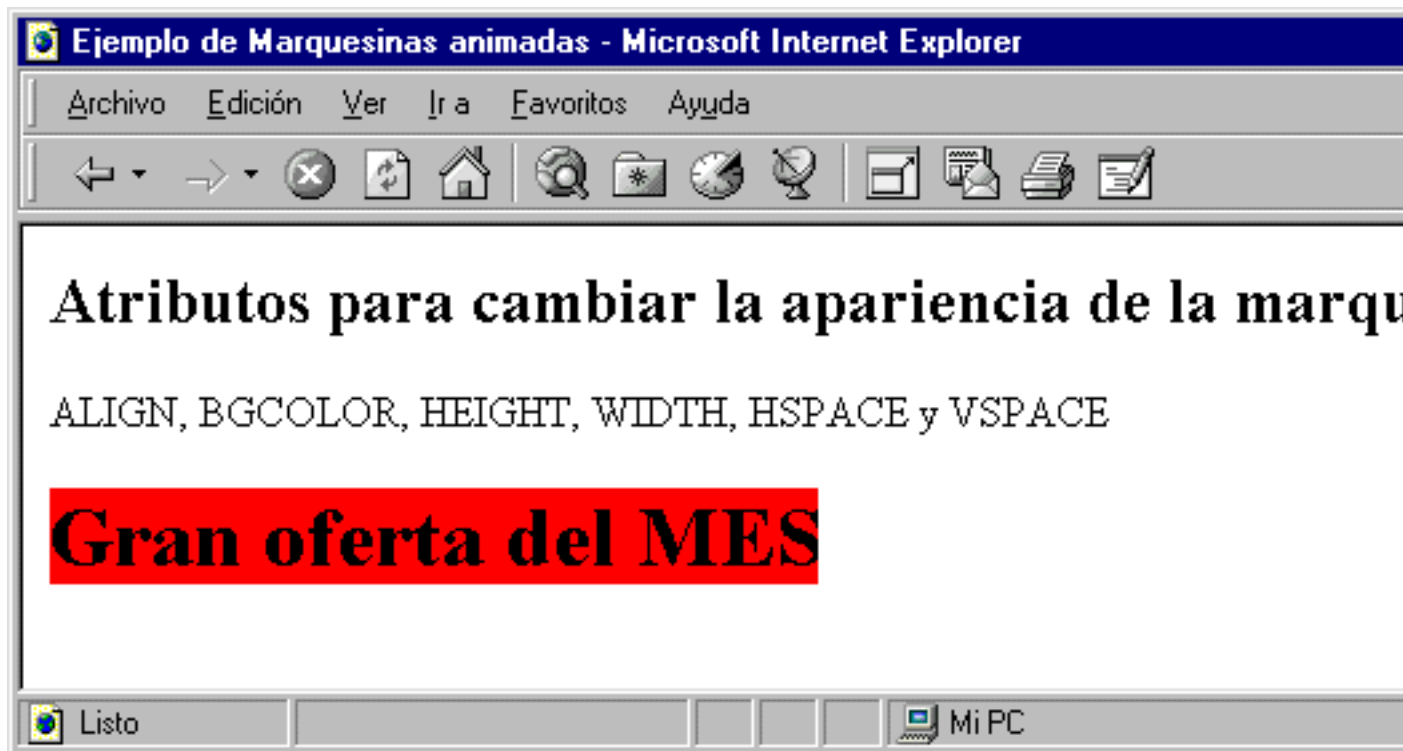 Ejemplo de Marquesinas animadas - Microsoft Internet Explorer
Archivo Edición Ver Ir a Favoritos Ayuda
Atributos para cambiar la apariencia de la marqu
ALIGN, BGCOLOR, HEIGHT, WIDTH, HSPACE y VSPACE
Gran oferta del MES
Listo Mi PC